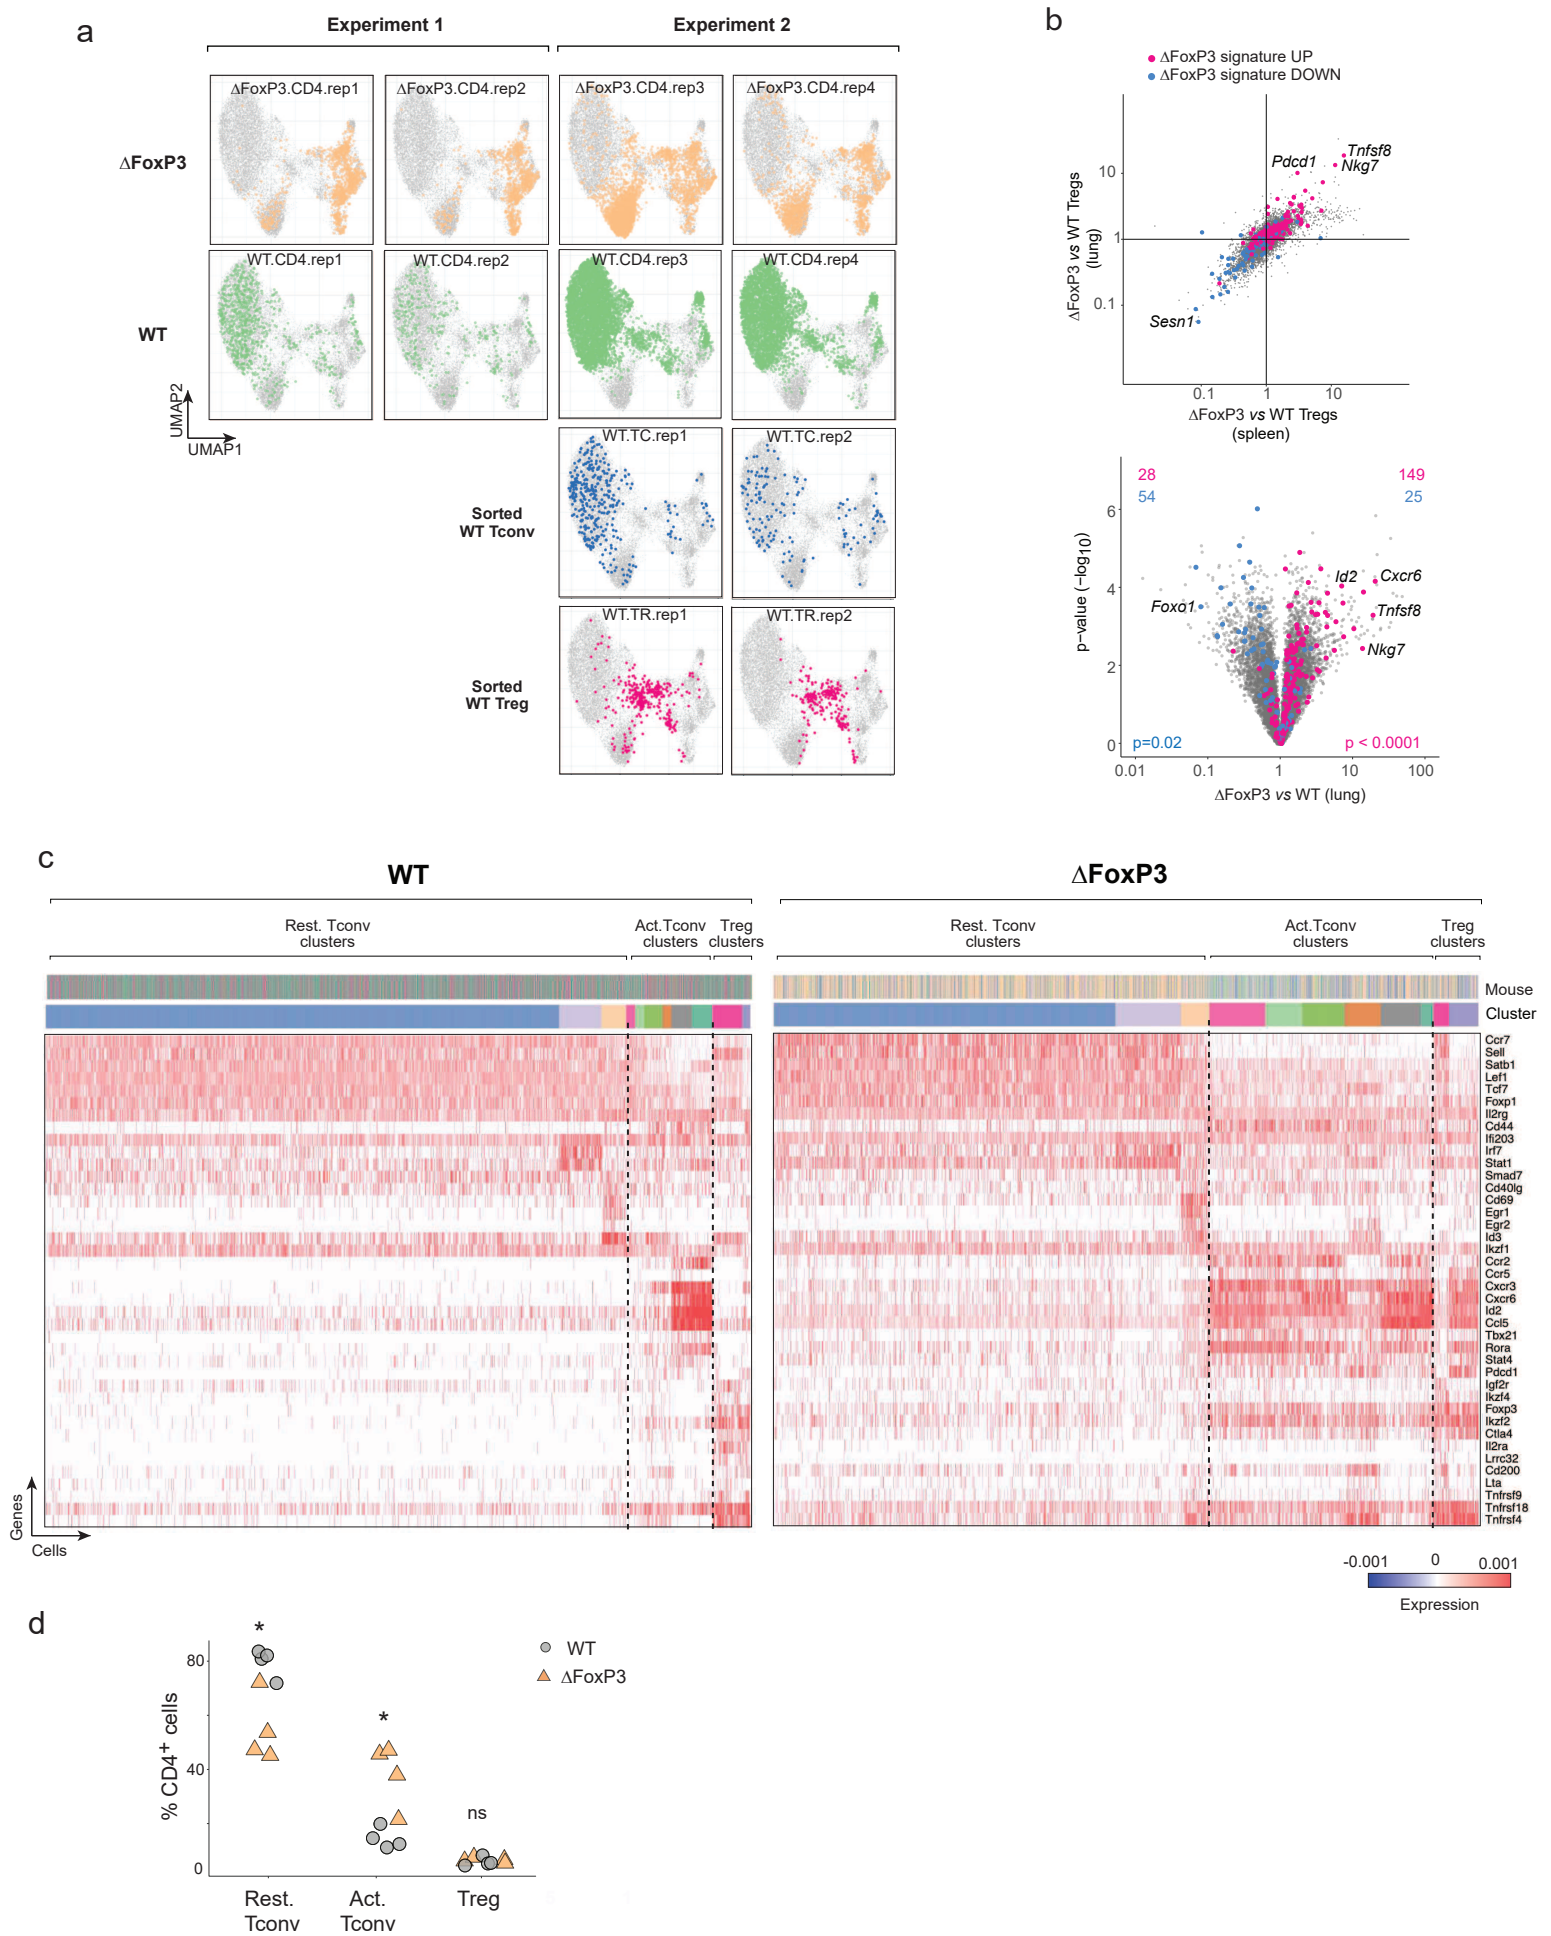 a
Experiment 1
Experiment 2
ΔFoxP3
ΔFoxP3.CD4.rep1
ΔFoxP3.CD4.rep2
ΔFoxP3.CD4.rep3
ΔFoxP3.CD4.rep4
WT
WT.CD4.rep1
WT.CD4.rep2
WT.CD4.rep3
WT.CD4.rep4
UMAP2
UMAP1
Sorted
WT Tconv
WT.TC.rep1
WT.TC.rep2
Sorted
WT Treg
WT.TR.rep1
WT.TR.rep2
b
ΔFoxP3 signature UP
ΔFoxP3 signature DOWN
ΔFoxP3 vs WT Tregs
(lung)
10
1
0.1
Pdcd1
Tnfsf8
Nkg7
Sesn1
0.1
1
10
ΔFoxP3 vs WT Tregs
(spleen)
28
149
54
25
p-value (−log10)
6
4
2
0
Id2
Cxcr6
Foxo1
Tnfsf8
Nkg7
p=0.02
p < 0.0001
0.01
0.1
1
10
100
ΔFoxP3 vs WT (lung)
c
WT
ΔFoxP3
Rest. Tconv
clusters
Act.Tconv
clusters
Treg
clusters
Rest. Tconv
clusters
Act.Tconv
clusters
Treg
clusters
Mouse
Cluster
Ccr7
Sell
Satb1
Lef1
Tcf7
Foxp1
Il2rg
Cd44
Ifi203
Irf7
Stat1
Smad7
Cd40lg
Cd69
Egr1
Egr2
Id3
Ikzf1
Ccr2
Ccr5
Cxcr3
Cxcr6
Id2
Ccl5
Tbx21
Rora
Stat4
Pdcd1
Igf2r
Ikzf4
Foxp3
Ikzf2
Ctla4
Il2ra
Lrrc32
Cd200
Lta
Tnfrsf9
Tnfrsf18
Tnfrsf4
Genes
Cells
-0.001
0
0.001
Expression
d
% CD4+ cells
80
40
0
*
*
ns
WT
ΔFoxP3
Rest.
Tconv
Act.
Tconv
Treg